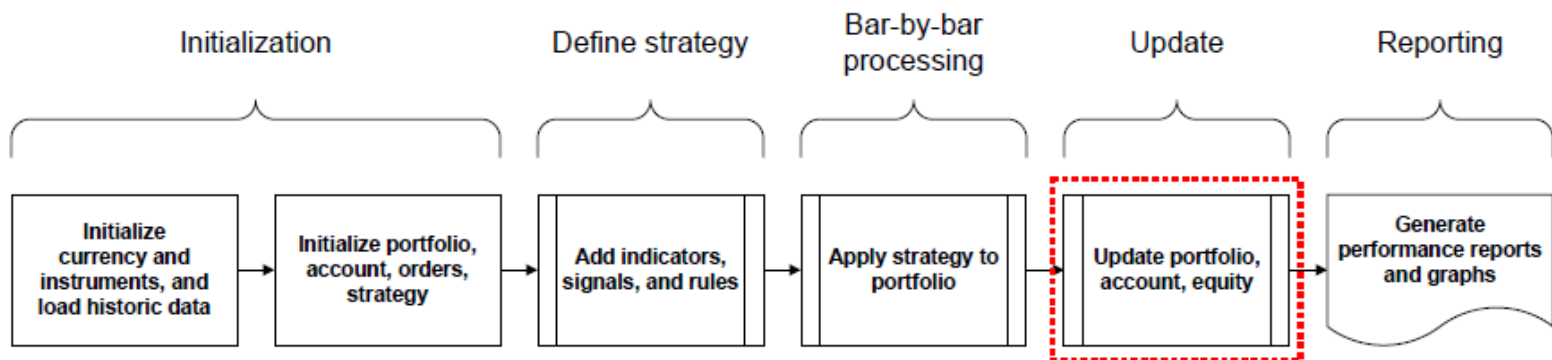 Initialization
Define strategy
Bar-by-bar
processing
Update
Reporting
Initialize
currency and
instruments, and
load historic data
Initialize portfolio,
account, orders,
strategy
Add indicators,
signals, and rules
Apply strategy to
portfolio
Update portfolio,
account, equity
Generate
performance reports
and graphs